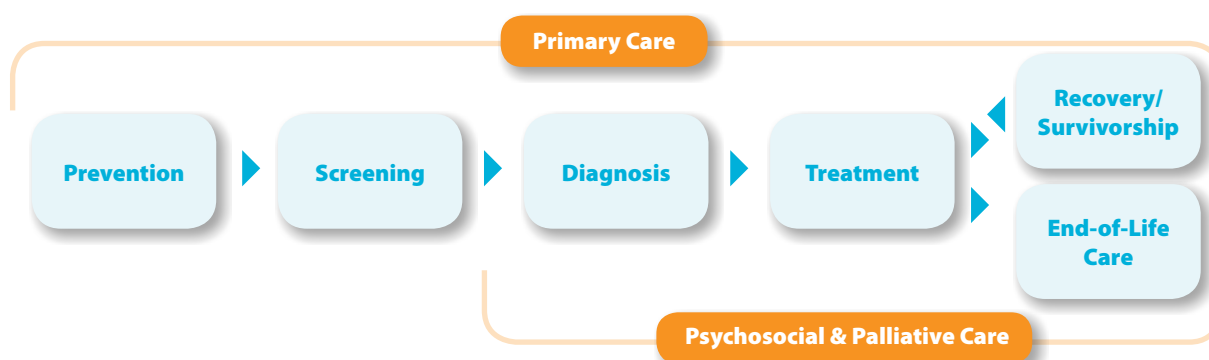 Primary Care
Prevention
Screening
Diagnosis
Treatment
Recovery/
Survivorship
End-of-Life
Care
Psychosocial & Palliative Care